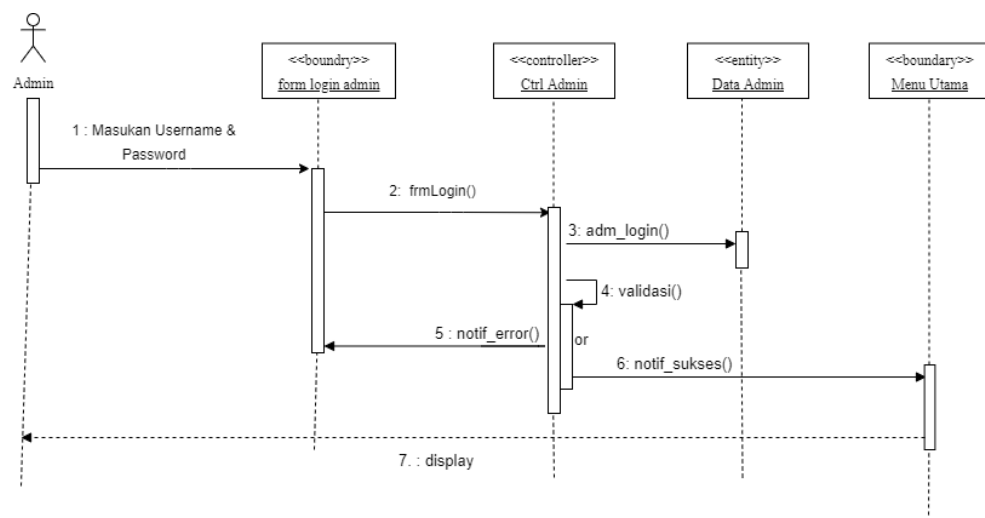 <<boundry>>
form login admin
<<controller>>
Ctrl Admin
<<entity>>
Data Admin
<<boundary>>
Menu Utama
Admin
1 : Masukan Username &
Password
2: frmLogin()
3: adm_login()
4: validasi()
5 : notif_error()
or
6: notif_sukses()
7. : display